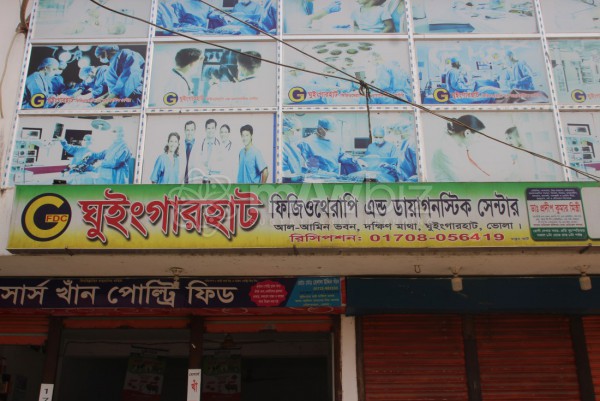 G FDC
ঘুইংগারহাট ফিজিওথেরাপি এন্ড ডায়াগনস্টিক সেন্টার
আল-আমিন ভবন, দক্ষিণ মাথা, ঘুইংগারহাট, ভোলা।
রিসিপশন: 01708-056419
সার্স খাঁন পোল্ট্রি ফিড